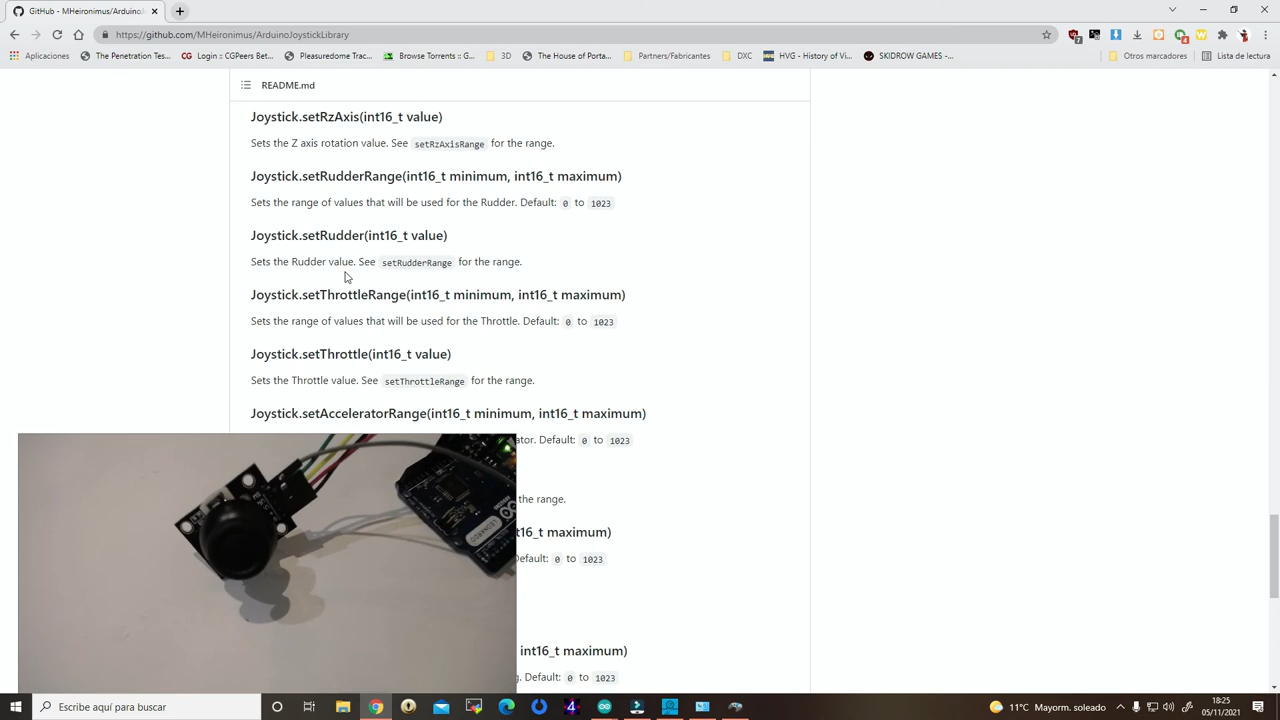 GitHub - MHeironimus/Arduino
https://github.com/MHeironimus/ArduinoJoystickLibrary
7
4
Aplicaciones
The Penetration Test...
Login :: CGPeers Bet...
Pleasuredome Trac...
Browse Torrents :: G...
3D
The House of Porta...
Partners/Fabricantes
DXC
HVG - History of Vi...
SKIDROW GAMES -...
Otros marcadores
Lista de lectura
README.md
Joystick.setRzAxis(int16_t value)
Sets the Z axis rotation value. See setRzAxisRange for the range.
Joystick.setRudderRange(int16_t minimum, int16_t maximum)
Sets the range of values that will be used for the Rudder. Default: 0 to 1023
Joystick.setRudder(int16_t value)
Sets the Rudder value. See setRudderRange for the range.
Joystick.setThrottleRange(int16_t minimum, int16_t maximum)
Sets the range of values that will be used for the Throttle. Default: 0 to 1023
Joystick.setThrottle(int16_t value)
Sets the Throttle value. See setThrottleRange for the range.
Joystick.setAcceleratorRange(int16_t minimum, int16_t maximum)
ator. Default: 0 to 1023
the range.
t16_t maximum)
Default: 0 to 1023
int16_t maximum)
g. Default: 0 to 1023
LEONARDO
Escribe aquí para buscar
11°C Mayorm. soleado
18:25
05/11/2021